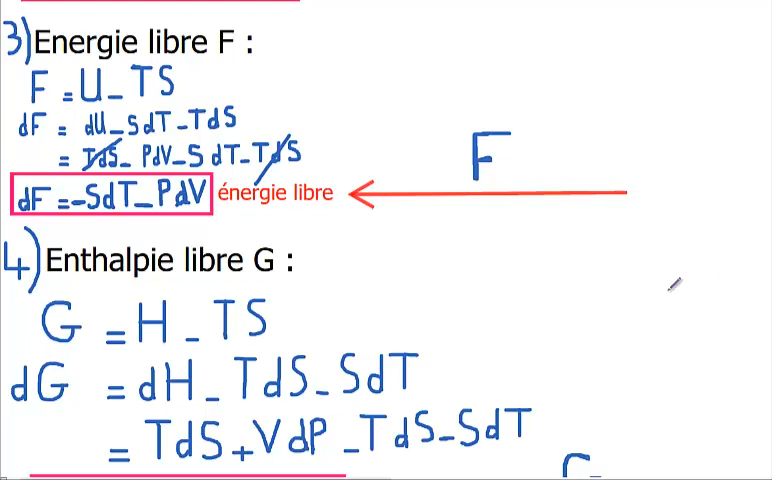 3) Energie libre F :
F = U - TS
dF = dU - SdT - TdS
= TdS - PdV - SdT - TdS
dF = -SdT - PdV énergie libre
F
4) Enthalpie libre G :
G = H - TS
dG = dH - TdS - SdT
= TdS + VdP - TdS - SdT